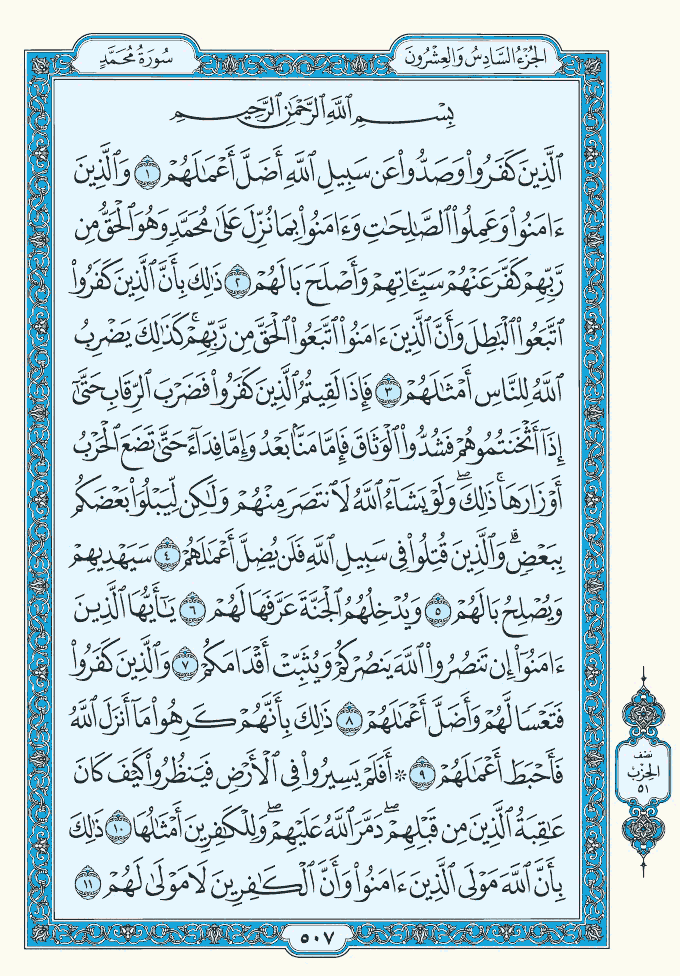 الجُزْءُ السَّادِسُ وَالعِشْرُونَ
سُورَةُ مُحَمَّدٍ
بِسْمِ ٱللَّهِ ٱلرَّحْمَٰنِ ٱلرَّحِيمِ
ٱلَّذِينَ كَفَرُوا۟ وَصَدُّوا۟ عَن سَبِيلِ ٱللَّهِ أَضَلَّ أَعْمَٰلَهُمْ ١ وَٱلَّذِينَ
ءَامَنُوا۟ وَعَمِلُوا۟ ٱلصَّٰلِحَٰتِ وَءَامَنُوا۟ بِمَا نُزِّلَ عَلَىٰ مُحَمَّدٍ وَهُوَ ٱلْحَقُّ مِن
رَّبِّهِمْ كَفَّرَ عَنْهُمْ سَيِّـَٔاتِهِمْ وَأَصْلَحَ بَالَهُمْ ٢ ذَٰلِكَ بِأَنَّ ٱلَّذِينَ كَفَرُوا۟
ٱتَّبَعُوا۟ ٱلْبَٰطِلَ وَأَنَّ ٱلَّذِينَ ءَامَنُوا۟ ٱتَّبَعُوا۟ ٱلْحَقَّ مِن رَّبِّهِمْ ۚ كَذَٰلِكَ يَضْرِبُ
ٱللَّهُ لِلنَّاسِ أَمْثَٰلَهُمْ ٣ فَإِذَا لَقِيتُمُ ٱلَّذِينَ كَفَرُوا۟ فَضَرْبَ ٱلرِّقَابِ حَتَّىٰٓ
إِذَآ أَثْخَنتُمُوهُمْ فَشُدُّوا۟ ٱلْوَثَاقَ فَإِمَّا مَنًّۢا بَعْدُ وَإِمَّا فِدَآءً حَتَّىٰ تَضَعَ ٱلْحَرْبُ
أَوْزَارَهَا ۚ ذَٰلِكَ ۖ وَلَوْ يَشَآءُ ٱللَّهُ لَٱنتَصَرَ مِنْهُمْ وَلَٰكِن لِّيَبْلُوَا۟ بَعْضَكُم
بِبَعْضٍ ۗ وَٱلَّذِينَ قُتِلُوا۟ فِى سَبِيلِ ٱللَّهِ فَلَن يُضِلَّ أَعْمَٰلَهُمْ ٤ سَيَهْدِيهِمْ
وَيُصْلِحُ بَالَهُمْ ٥ وَيُدْخِلُهُمُ ٱلْجَنَّةَ عَرَّفَهَا لَهُمْ ٦ يَٰٓأَيُّهَا ٱلَّذِينَ
ءَامَنُوٓا۟ إِن تَنصُرُوا۟ ٱللَّهَ يَنصُرْكُمْ وَيُثَبِّتْ أَقْدَامَكُمْ ٧ وَٱلَّذِينَ كَفَرُوا۟
فَتَعْسًا لَّهُمْ وَأَضَلَّ أَعْمَٰلَهُمْ ٨ ذَٰلِكَ بِأَنَّهُمْ كَرِهُوا۟ مَآ أَنزَلَ ٱللَّهُ
فَأَحْبَطَ أَعْمَٰلَهُمْ ٩ ۞ أَفَلَمْ يَسِيرُوا۟ فِى ٱلْأَرْضِ فَيَنظُرُوا۟ كَيْفَ كَانَ
عَٰقِبَةُ ٱلَّذِينَ مِن قَبْلِهِمْ ۖ دَمَّرَ ٱللَّهُ عَلَيْهِمْ ۖ وَلِلْكَٰفِرِينَ أَمْثَٰلُهَا ١٠ ذَٰلِكَ
بِأَنَّ ٱللَّهَ مَوْلَى ٱلَّذِينَ ءَامَنُوا۟ وَأَنَّ ٱلْكَٰفِرِينَ لَا مَوْلَىٰ لَهُمْ ١١
نصف
الحِزْب
٥١
٥٠٧